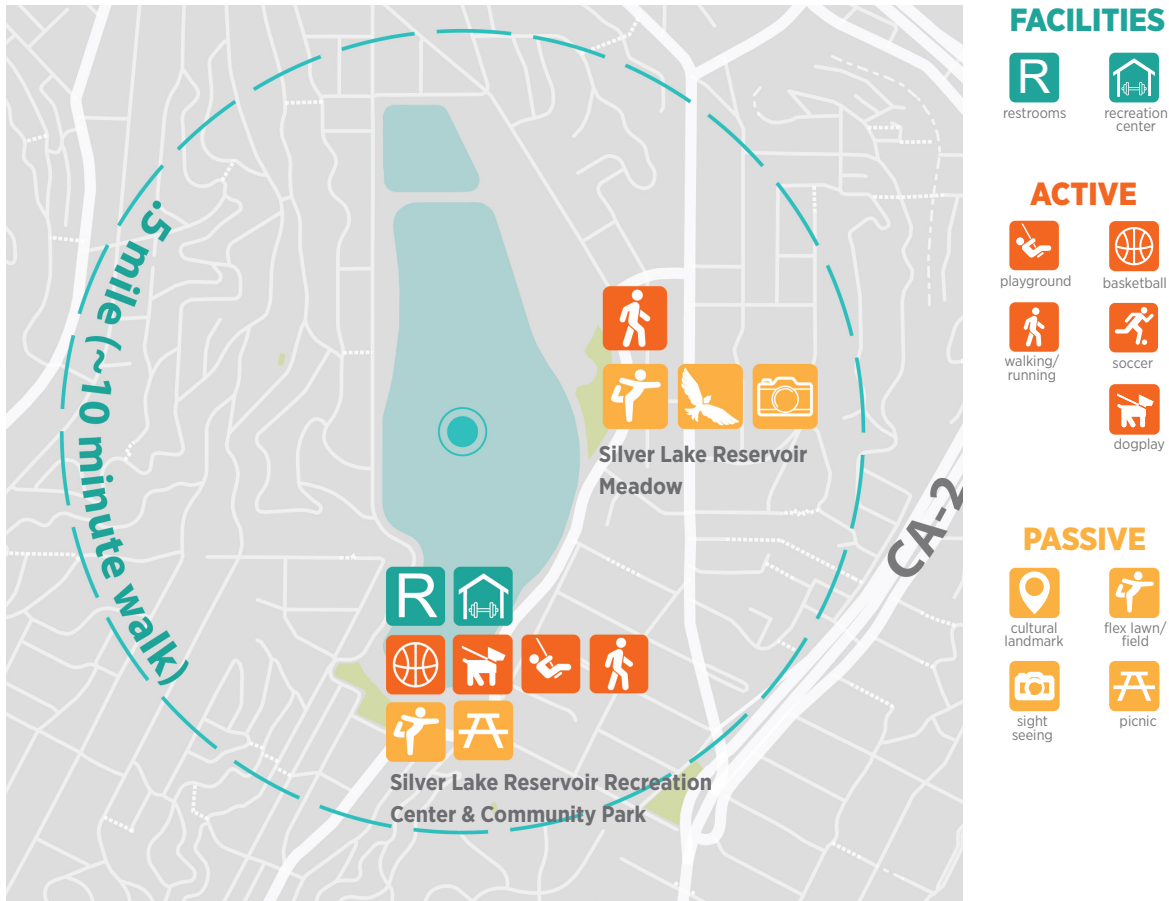 .5 mile (~10 minute walk)
Silver Lake Reservoir
Meadow
CA-2
R
Silver Lake Reservoir Recreation
Center & Community Park
FACILITIES
R
restrooms
recreation
center
ACTIVE
playground
basketball
walking/
running
soccer
dogplay
PASSIVE
cultural
landmark
flex lawn/
field
sight
seeing
picnic